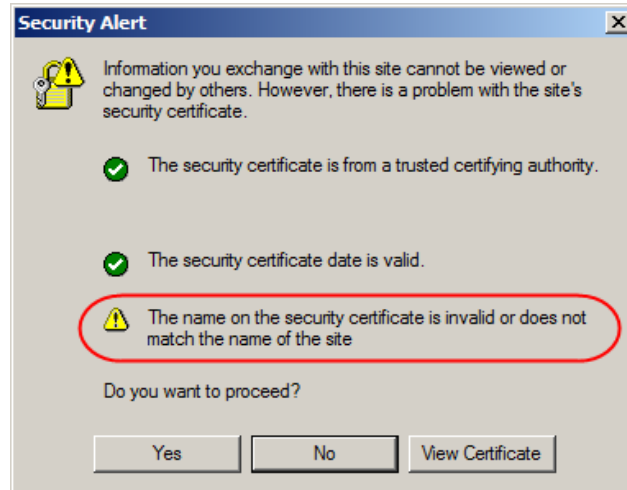 Security Alert
Information you exchange with this site cannot be viewed or
changed by others. However, there is a problem with the site's
security certificate.
The security certificate is from a trusted certifying authority.
The security certificate date is valid.
The name on the security certificate is invalid or does not
match the name of the site
Do you want to proceed?
Yes No View Certificate